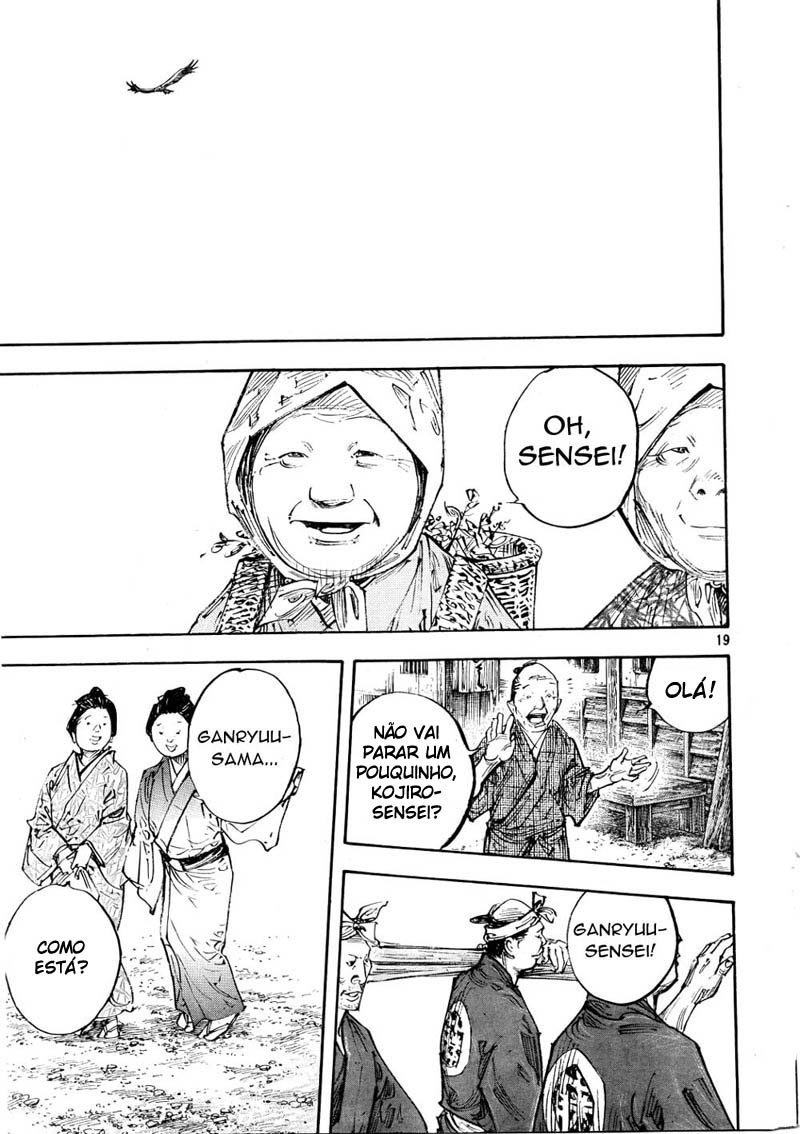 OH,
SENSEI!
19
OLÁ!
NÃO VAI
PARAR UM
POUQUINHO,
KOJIRO-
SENSEI?
GANRYUU-
SENSEI!
GANRYUU-
SAMA...
COMO
ESTÁ?